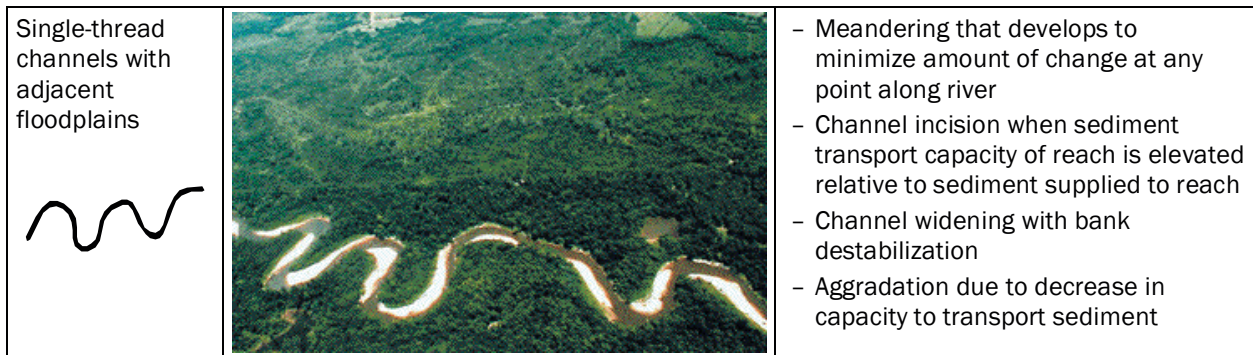 Single-thread
channels with
adjacent
floodplains
– Meandering that develops to
minimize amount of change at any
point along river
– Channel incision when sediment
transport capacity of reach is elevated
relative to sediment supplied to reach
– Channel widening with bank
destabilization
– Aggradation due to decrease in
capacity to transport sediment